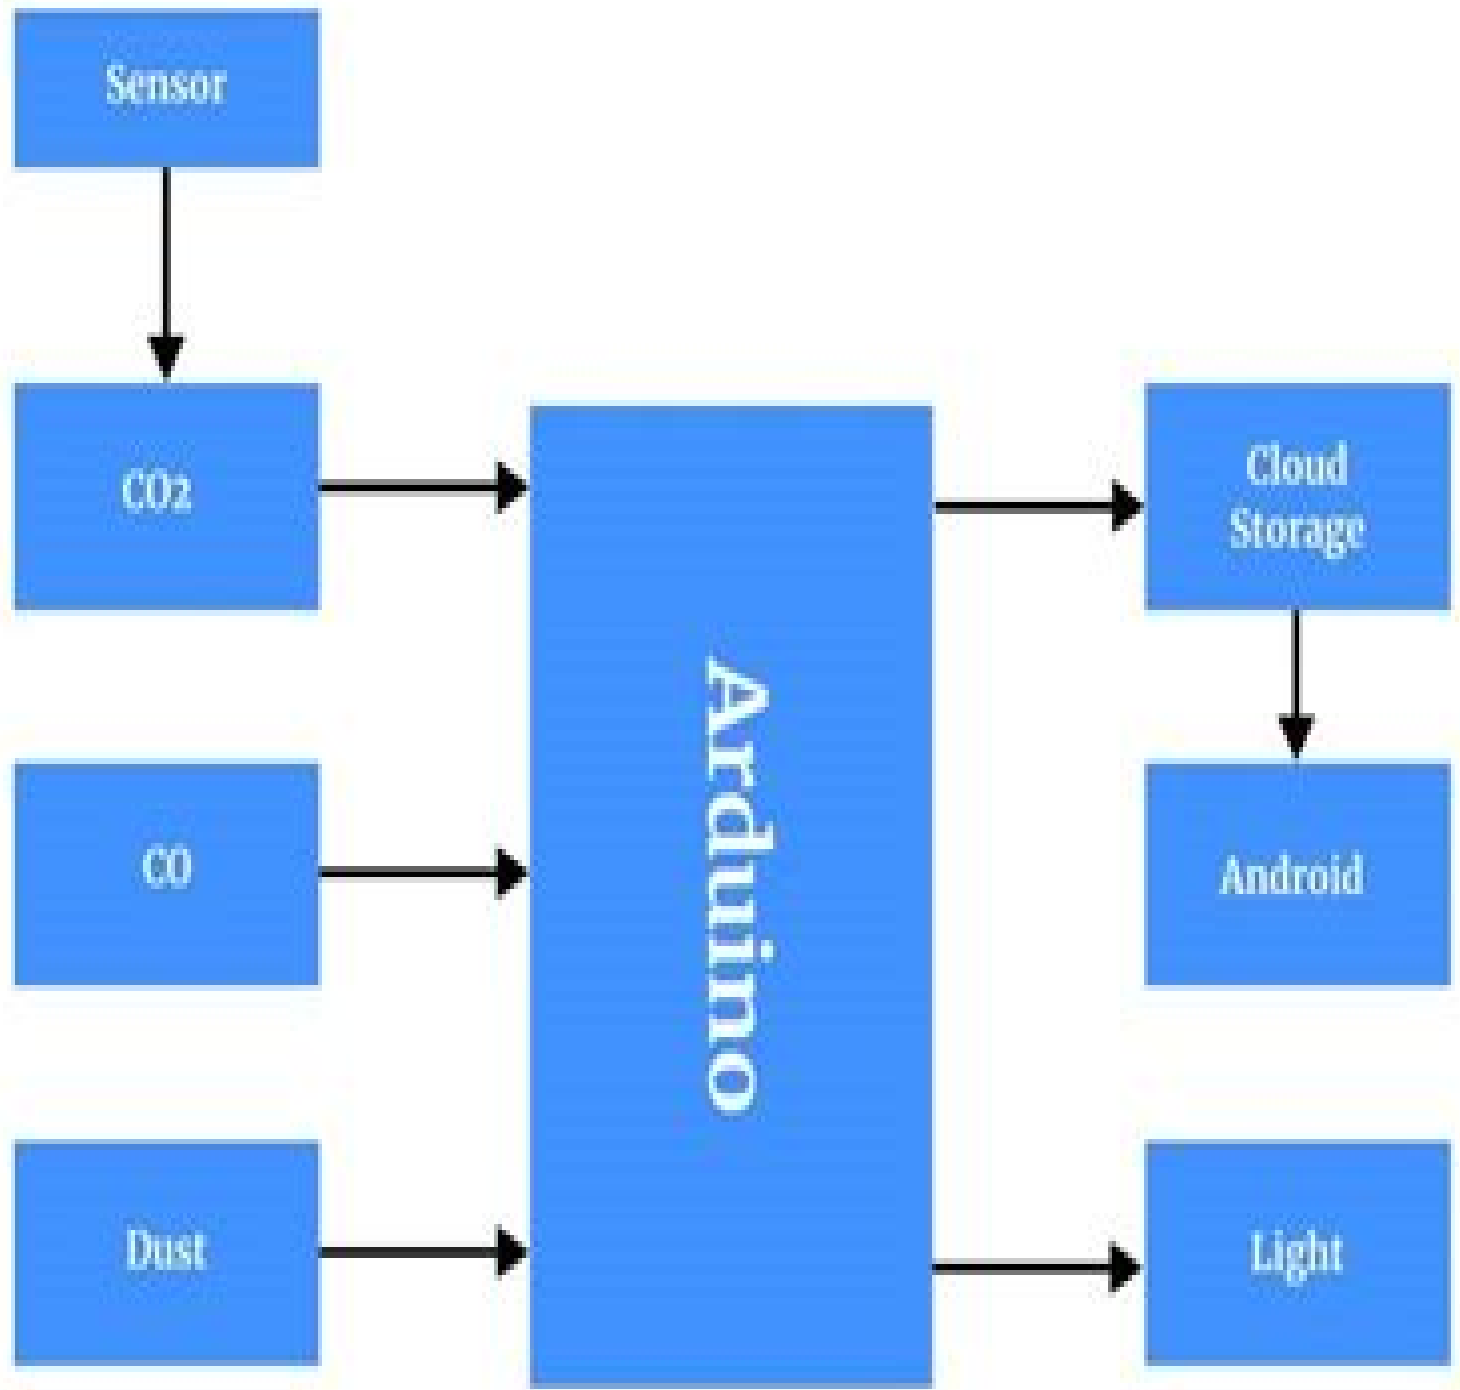 Sensor
CO2
Cloud
Storage
Arduino
CO
Android
Dust
Light